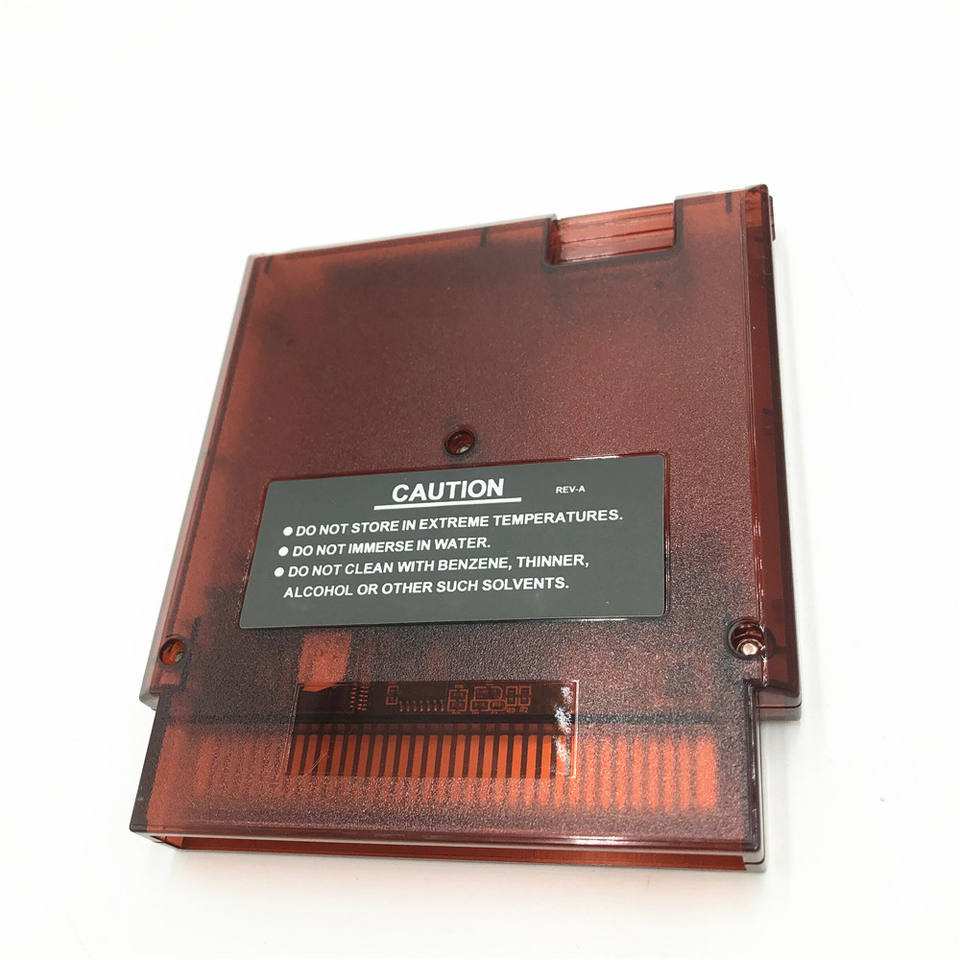 CAUTION REV-A
● DO NOT STORE IN EXTREME TEMPERATURES.
● DO NOT IMMERSE IN WATER.
● DO NOT CLEAN WITH BENZENE, THINNER,
ALCOHOL OR OTHER SUCH SOLVENTS.